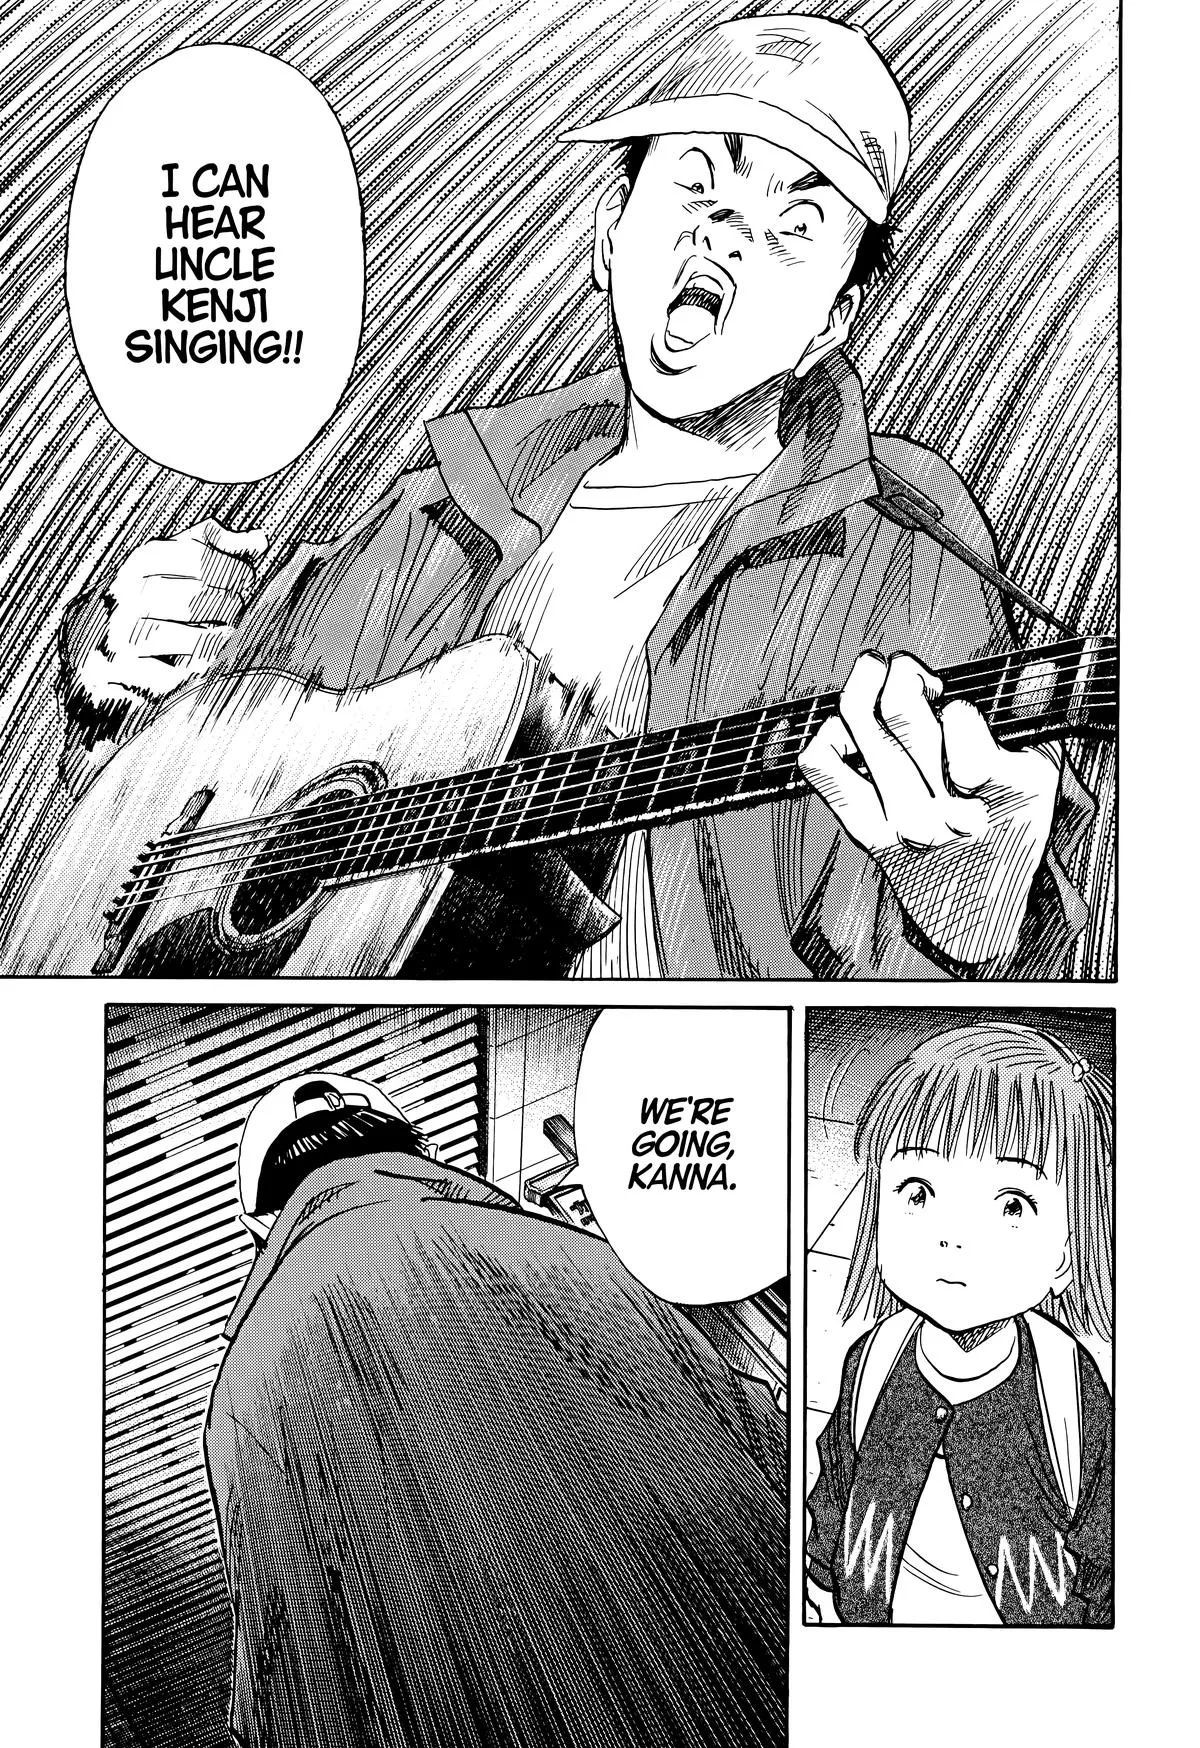 I CAN
HEAR
UNCLE
KENJI
SINGING!!
WE'RE
GOING,
KANNA.